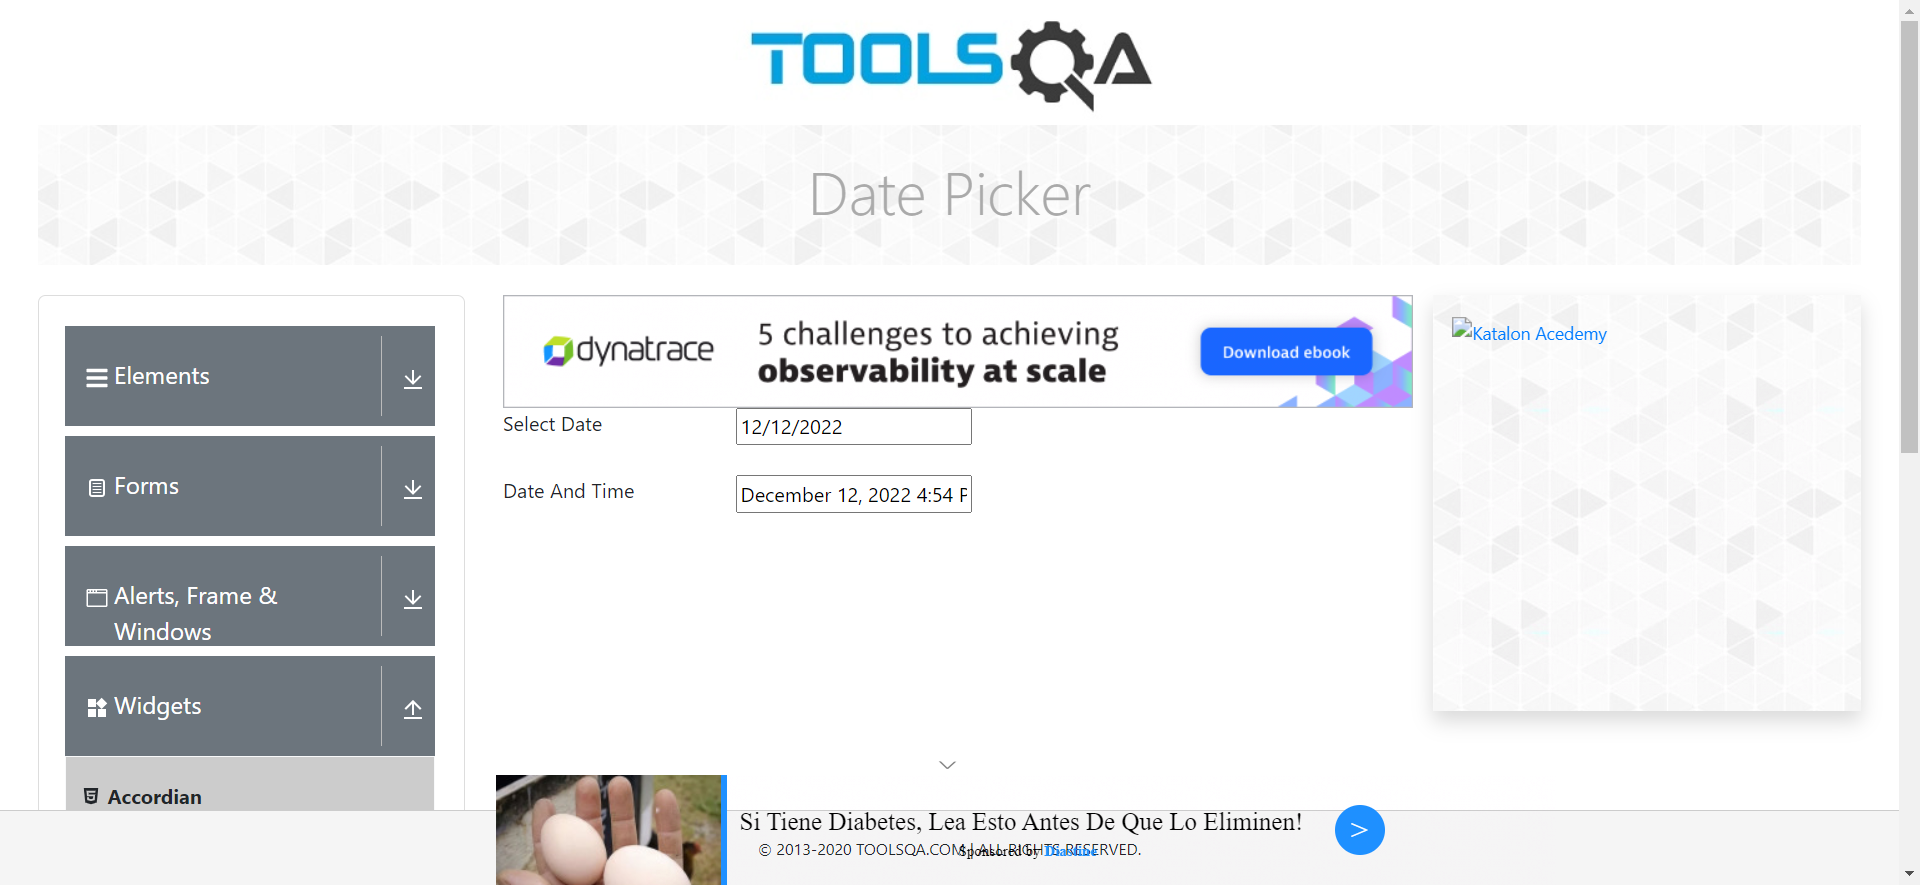 TOOLSQA
Date Picker
Elements
Forms
Alerts, Frame &
Windows
Widgets
Accordian
dynatrace
5 challenges to achieving
observability at scale
Download ebook
Select Date
12/12/2022
Date And Time
December 12, 2022 4:54 P
Katalon Acedemy
Si Tiene Diabetes, Lea Esto Antes De Que Lo Eliminen!
>
© 2013-2020 TOOLSQA.COM | ALL RIGHTS RESERVED.
Sponsored by